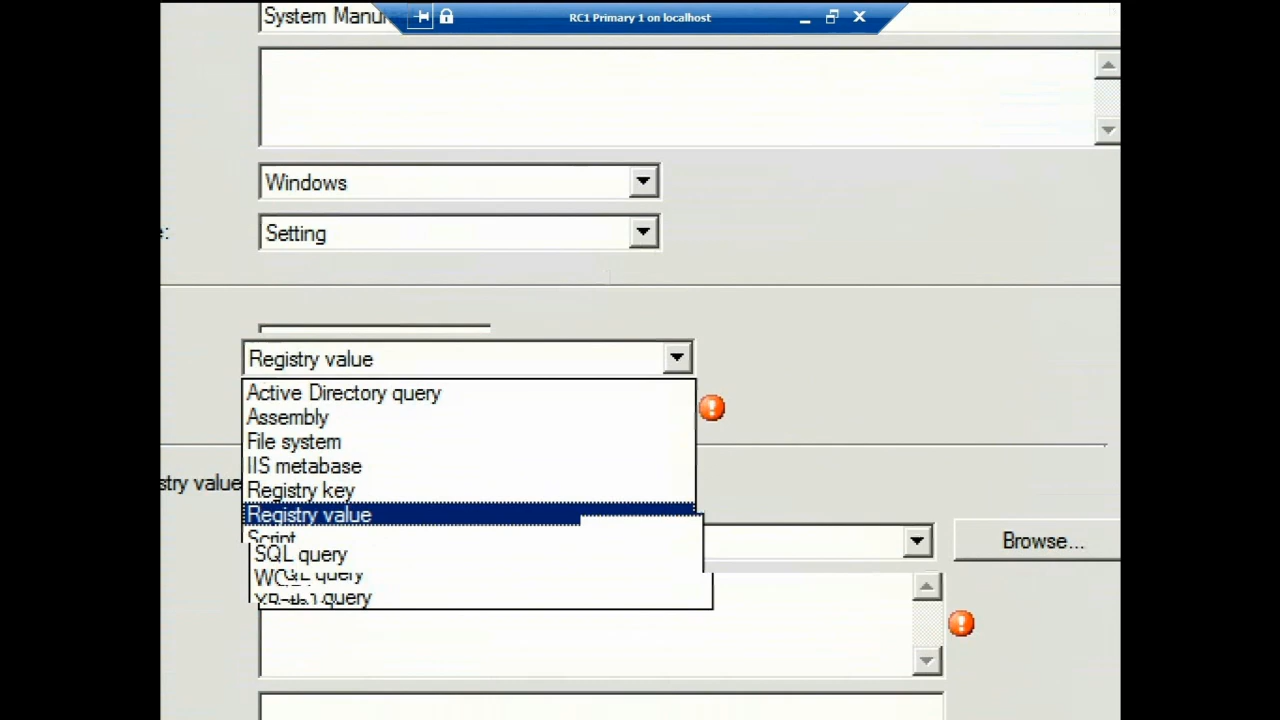 System Manu
RC1 Primary 1 on localhost
Windows
e:
Setting
Registry value
Active Directory query
Assembly
File system
IIS metabase
Registry key
stry value
Registry value
Script
Browse...
SQL query
query
query